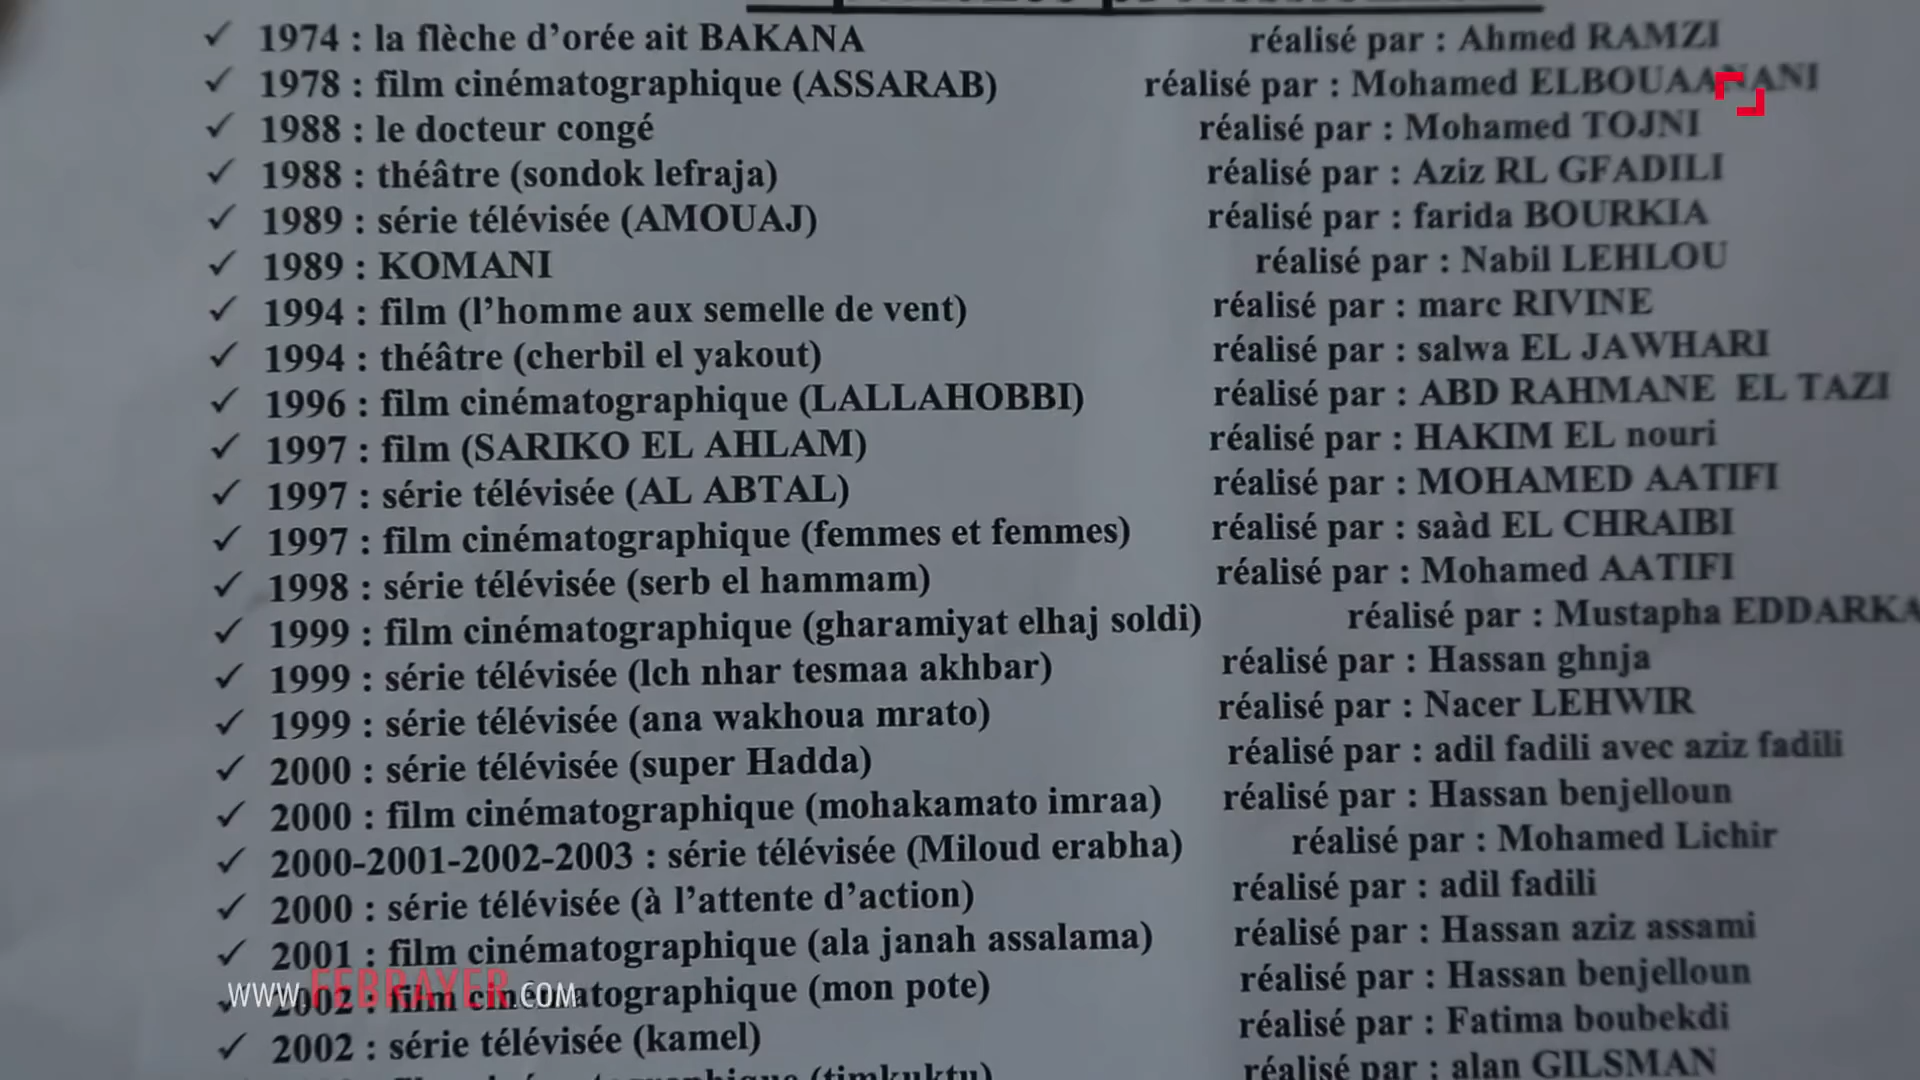 ✓ 1974 : la flèche d’orée ait BAKANA réalisé par : Ahmed RAMZI
✓ 1978 : film cinématographique (ASSARAB) réalisé par : Mohamed ELBOUAANANI
✓ 1988 : le docteur congé réalisé par : Mohamed TOJNI
✓ 1988 : théâtre (sondok lefraja) réalisé par : Aziz RL GFADILI
✓ 1989 : série télévisée (AMOUAJ) réalisé par : farida BOURKIA
✓ 1989 : KOMANI réalisé par : Nabil LEHLOU
✓ 1994 : film (l’homme aux semelle de vent) réalisé par : marc RIVINE
✓ 1994 : théâtre (cherbil el yakout) réalisé par : salwa EL JAWHARI
✓ 1996 : film cinématographique (LALLAHOBBI) réalisé par : ABD RAHMANE EL TAZI
✓ 1997 : film (SARIKO EL AHLAM) réalisé par : HAKIM EL nouri
✓ 1997 : série télévisée (AL ABTAL) réalisé par : MOHAMED AATIFI
✓ 1997 : film cinématographique (femmes et femmes) réalisé par : saàd EL CHRAIBI
✓ 1998 : série télévisée (serb el hammam) réalisé par : Mohamed AATIFI
✓ 1999 : film cinématographique (gharamiyat elhaj soldi) réalisé par : Mustapha EDDARKA
✓ 1999 : série télévisée (lch nhar tesmaa akhbar) réalisé par : Hassan ghnja
✓ 1999 : série télévisée (ana wakhoua mrato) réalisé par : Nacer LEHWIR
✓ 2000 : série télévisée (super Hadda) réalisé par : adil fadili avec aziz fadili
✓ 2000 : film cinématographique (mohakamato imraa) réalisé par : Hassan benjelloun
✓ 2000-2001-2002-2003 : série télévisée (Miloud erabha) réalisé par : Mohamed Lichir
✓ 2000 : série télévisée (à l’attente d’action) réalisé par : adil fadili
✓ 2001 : film cinématographique (ala janah assalama) réalisé par : Hassan aziz assami
✓ 2002 : film cinématographique (mon pote) réalisé par : Hassan benjelloun
WWW.FEBRAYER.COM
✓ 2002 : série télévisée (kamel) réalisé par : Fatima boubekdi
(timkuktu) réalisé par : alan GILSMAN